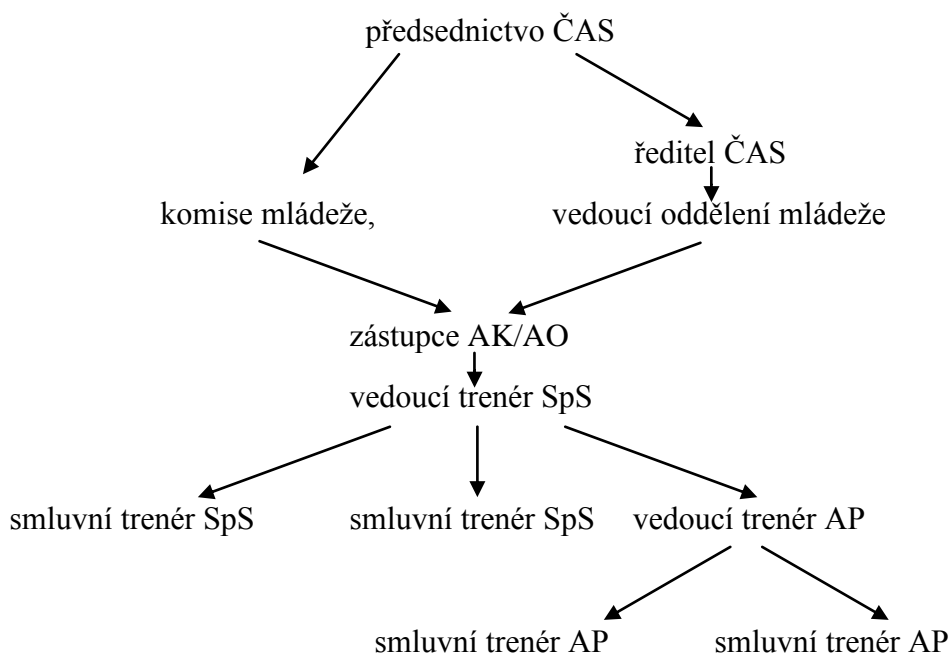 předsednictvo ČAS
ředitel ČAS
komise mládeže, vedoucí oddělení mládeže
zástupce AK/AO
vedoucí trenér SpS
smluvní trenér SpS smluvní trenér SpS vedoucí trenér AP
smluvní trenér AP smluvní trenér AP